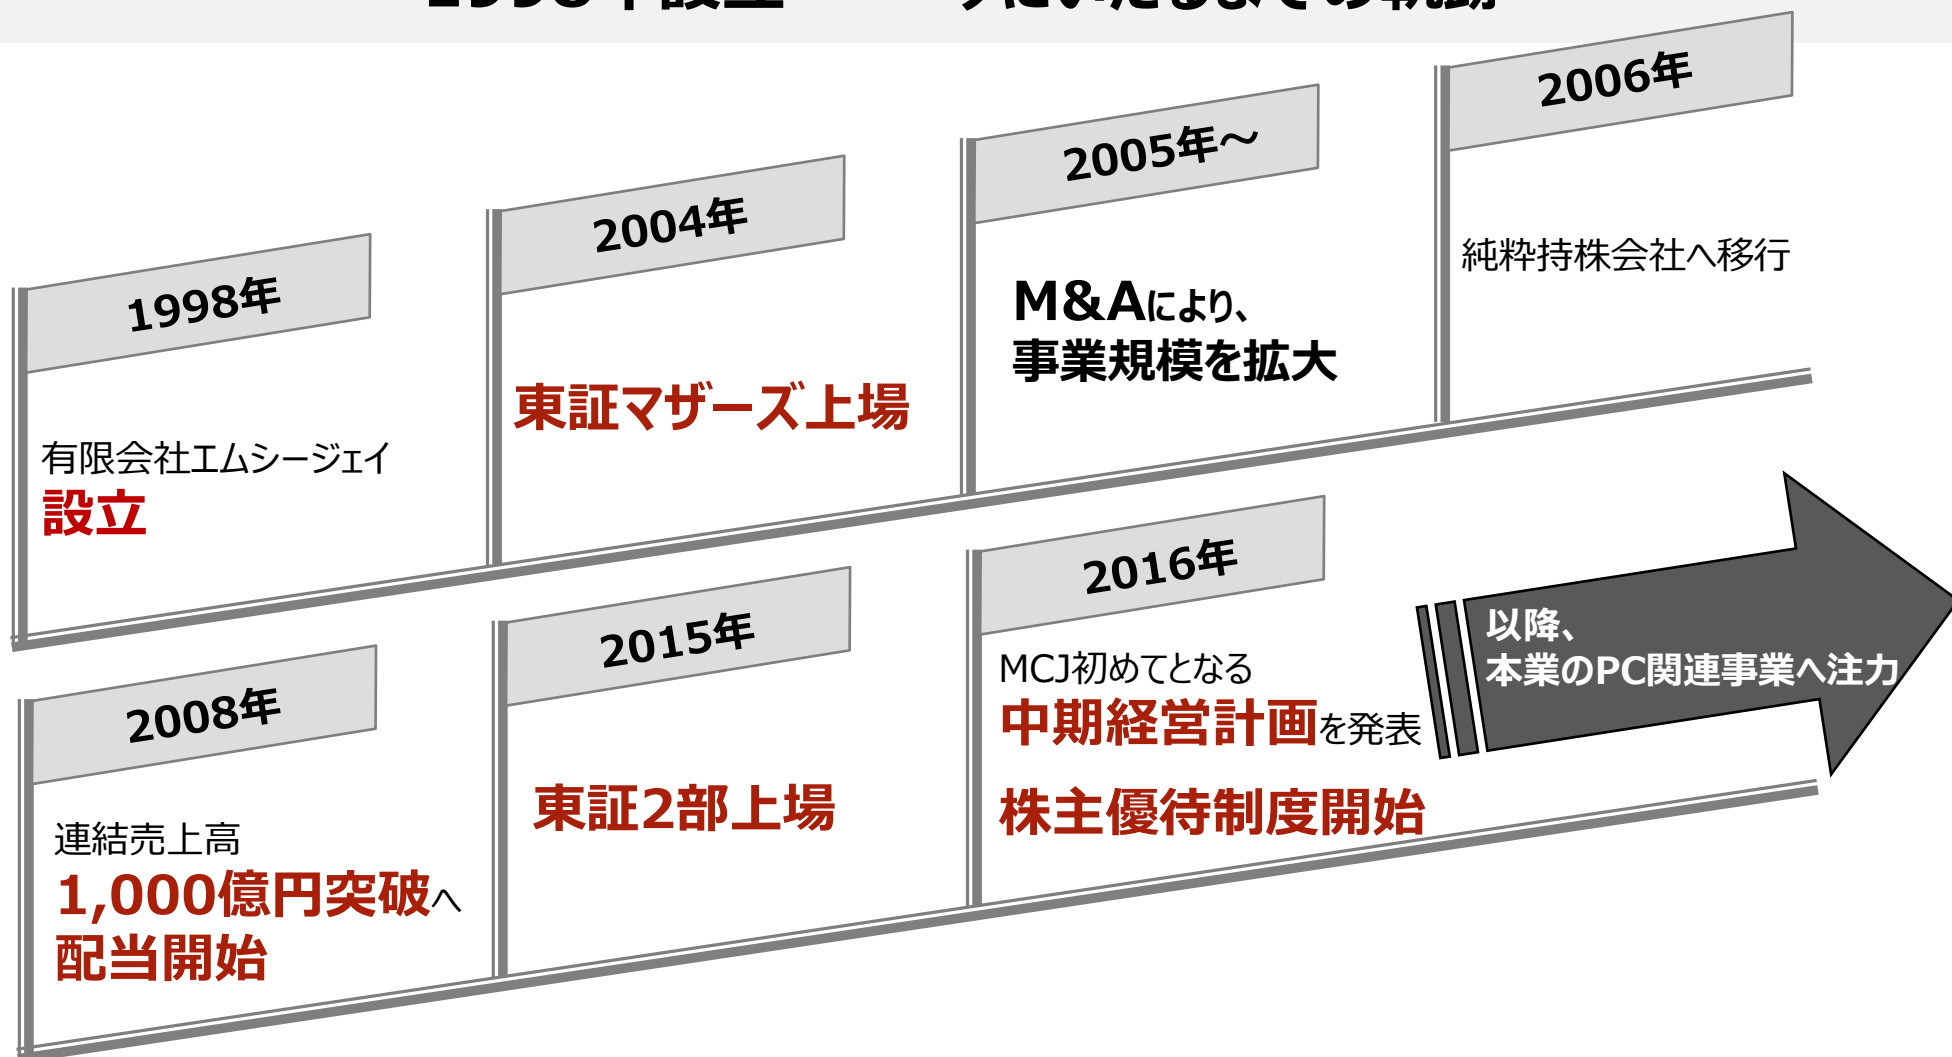 1998年
有限会社エムシージェイ
設立
2004年
東証マザーズ上場
2005年～
M&Aにより、
事業規模を拡大
2006年
純粋持株会社へ移行
2008年
連結売上高
1,000億円突破へ
配当開始
2015年
東証2部上場
2016年
MCJ初めてとなる
中期経営計画を発表
株主優待制度開始
以降、
本業のPC関連事業へ注力